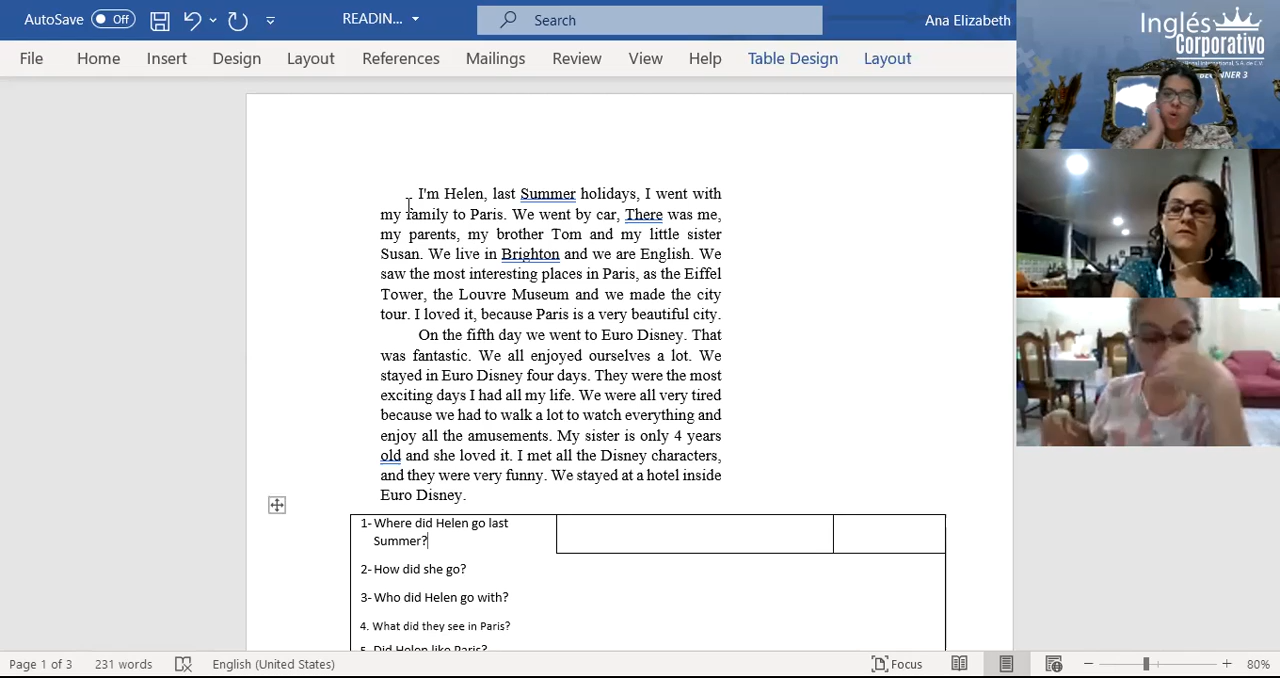 AutoSave Off READIN... Search Ana Elizabeth
File Home Insert Design Layout References Mailings Review View Help Table Design Layout
Inglés
Corporativo
BEGINNER 3
I'm Helen, last Summer holidays, I went with
my family to Paris. We went by car, There was me,
my parents, my brother Tom and my little sister
Susan. We live in Brighton and we are English. We
saw the most interesting places in Paris, as the Eiffel
Tower, the Louvre Museum and we made the city
tour. I loved it, because Paris is a very beautiful city.
On the fifth day we went to Euro Disney. That
was fantastic. We all enjoyed ourselves a lot. We
stayed in Euro Disney four days. They were the most
exciting days I had all my life. We were all very tired
because we had to walk a lot to watch everything and
enjoy all the amusements. My sister is only 4 years
old and she loved it. I met all the Disney characters,
and they were very funny. We stayed at a hotel inside
Euro Disney.
1- Where did Helen go last
Summer?
2- How did she go?
3- Who did Helen go with?
4. What did they see in Paris?
5. Did Helen like Paris?
Page 1 of 3 231 words English (United States) Focus 80%